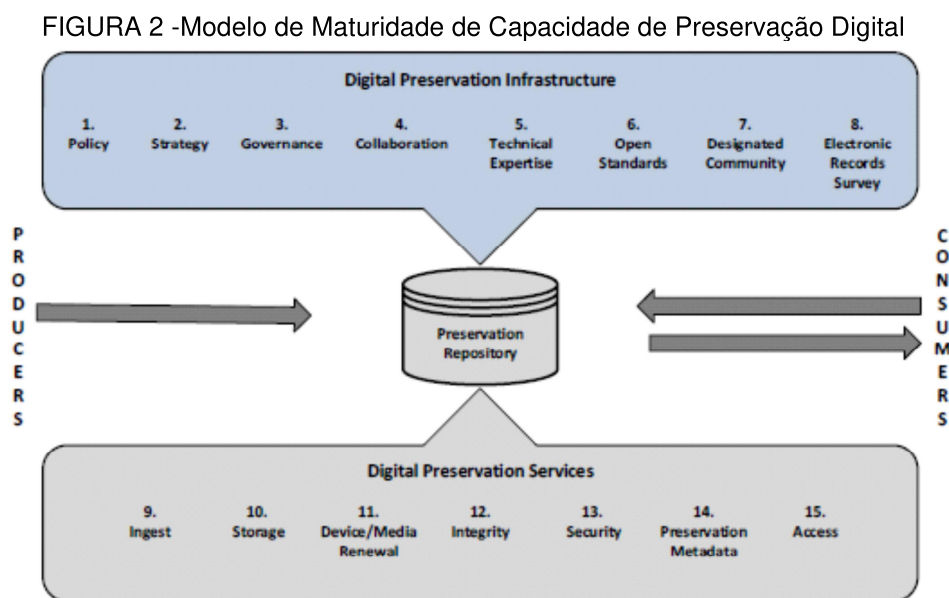 FIGURA 2 -Modelo de Maturidade de Capacidade de Preservação Digital
Digital Preservation Infrastructure
1.
Policy
2.
Strategy
3.
Governance
4.
Collaboration
5.
Technical
Expertise
6.
Open
Standards
7.
Designated
Community
8.
Electronic
Records
Survey
PRODUCERS
Preservation
Repository
CONSUMERS
Digital Preservation Services
9.
Ingest
10.
Storage
11.
Device/Media
Renewal
12.
Integrity
13.
Security
14.
Preservation
Metadata
15.
Access